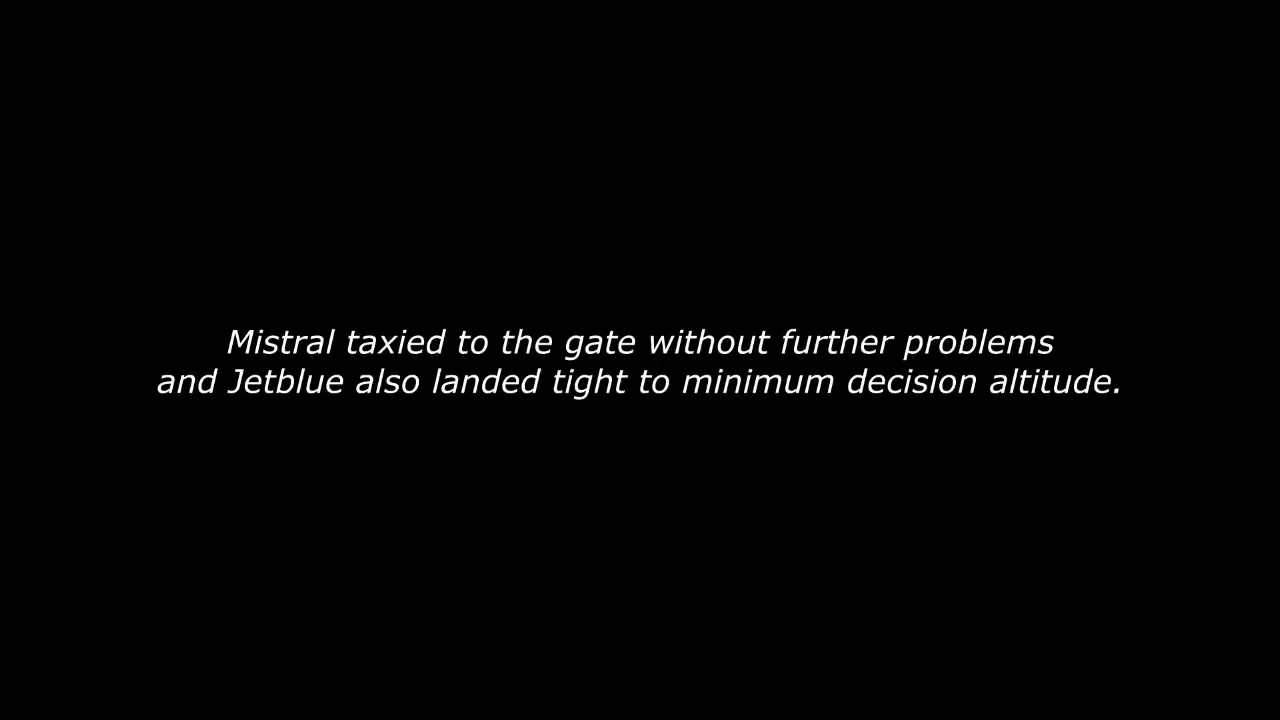 Mistral taxied to the gate without further problems
and Jetblue also landed tight to minimum decision altitude.